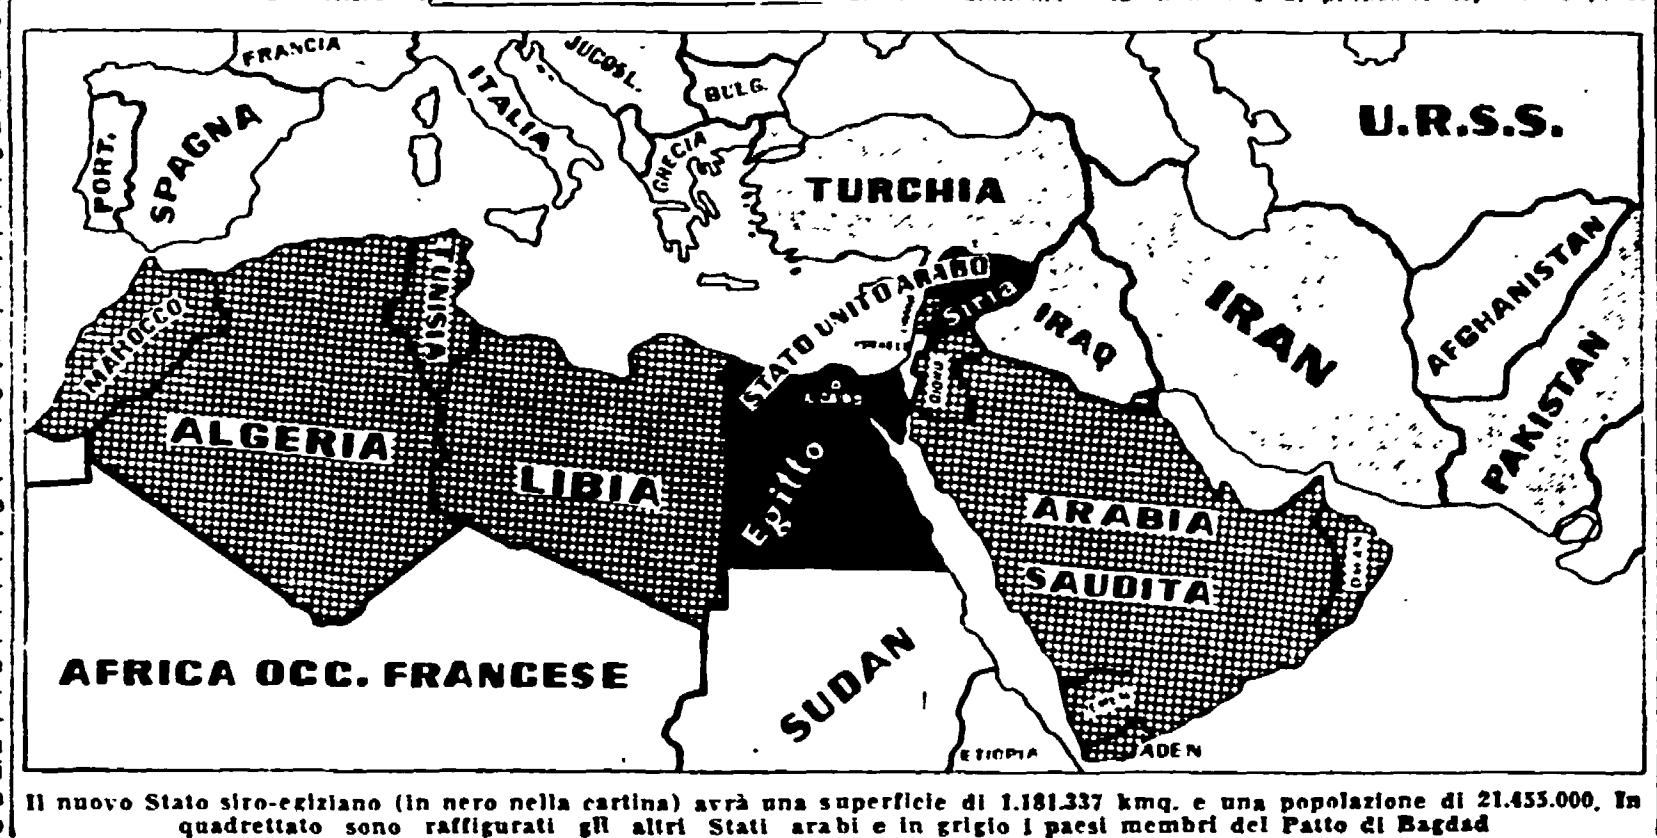 FRANCIA
JUGOSL.
ITALIA
BULG.
U.R.S.S.
PORT.
SPAGNA
GRECIA
TURCHIA
TUNISIA
STATO UNITO ARABO
Siria
IRAQ
IRAN
AFGHANISTAN
PAKISTAN
MAROCCO
ALGERIA
LIBIA
Egitto
ARABIA
SAUDITA
OMAN
AFRICA OCC. FRANCESE
SUDAN
YEMEN
ETIOPIA
ADEN
Il nuovo Stato siro-egiziano (in nero nella cartina) avrà una superficie di 1.181.337 kmq. e una popolazione di 21.455.000. In
quadrettato sono raffigurati gli altri Stati arabi e in grigio i paesi membri del Patto di Bagdad